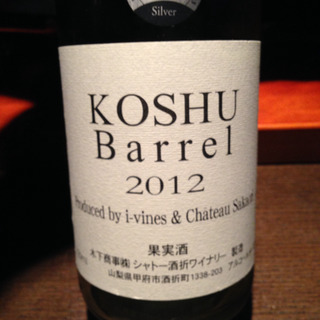 Silver
KOSHU
Barrel
2012
Produced by i-vines & Château
果実酒
木下商事㈱ シャトー酒折ワイナリー 製造
山梨県甲府市酒折町1338-203